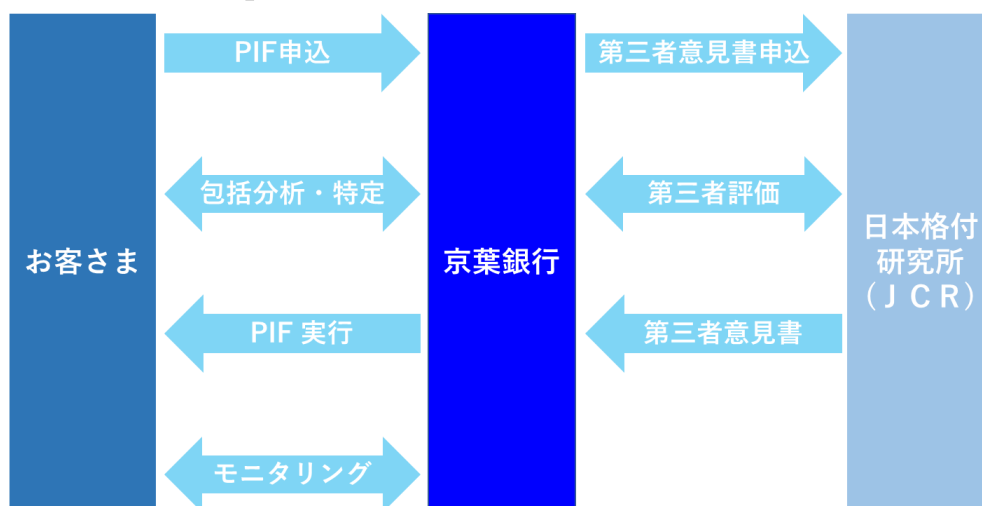 PIF申込
第三者意見書申込
包括分析・特定
第三者評価
お客さま
京葉銀行
日本格付
研究所
(ＪＣＲ)
PIF 実行
第三者意見書
モニタリング